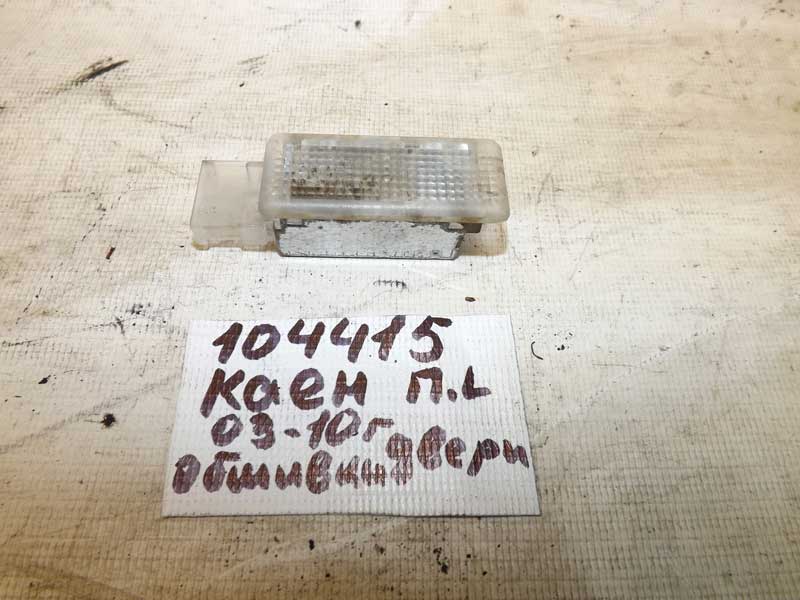 104415
Каен П.L
03-10г
Обшивки двери